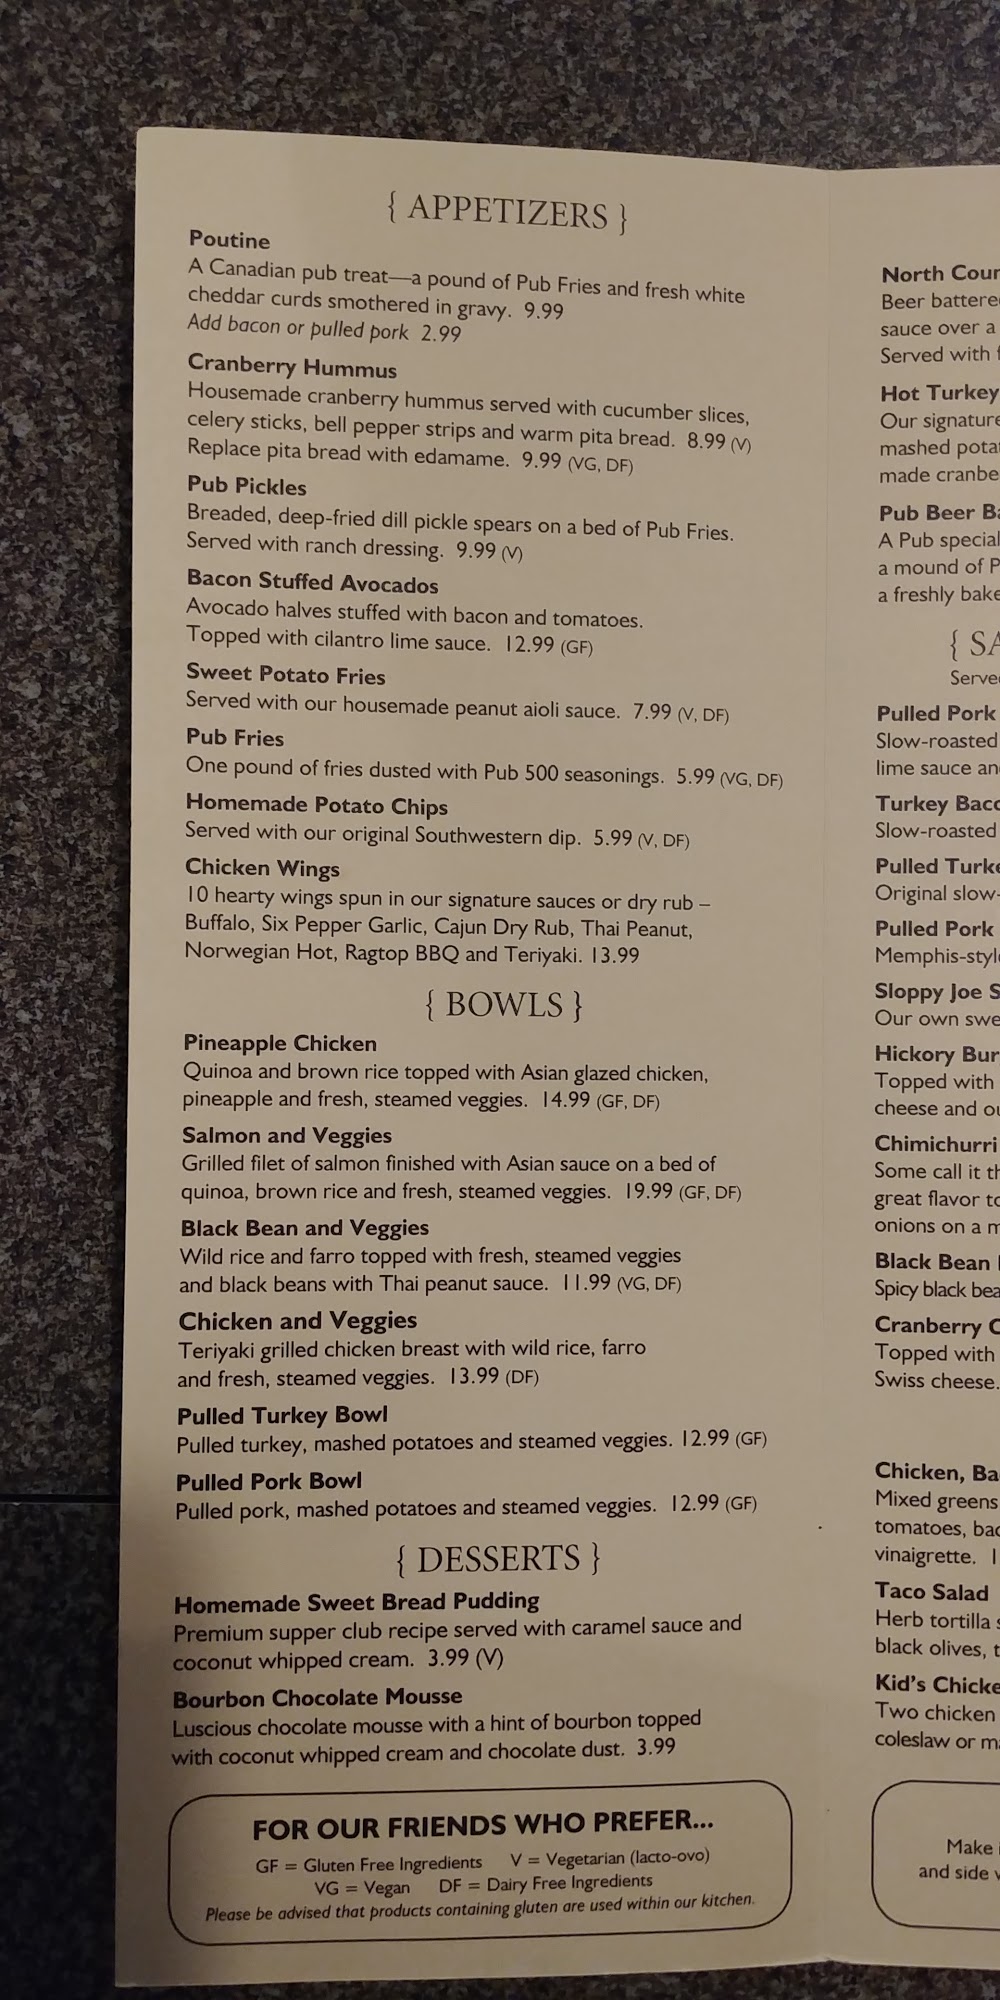 { APPETIZERS }
Poutine
A Canadian pub treat—a pound of Pub Fries and fresh white
cheddar curds smothered in gravy. 9.99
Add bacon or pulled pork 2.99
Cranberry Hummus
Housemade cranberry hummus served with cucumber slices,
celery sticks, bell pepper strips and warm pita bread. 8.99 (V)
Replace pita bread with edamame. 9.99 (VG, DF)
Pub Pickles
Breaded, deep-fried dill pickle spears on a bed of Pub Fries.
Served with ranch dressing. 9.99 (V)
Bacon Stuffed Avocados
Avocado halves stuffed with bacon and tomatoes.
Topped with cilantro lime sauce. 12.99 (GF)
Sweet Potato Fries
Served with our housemade peanut aioli sauce. 7.99 (V, DF)
Pub Fries
One pound of fries dusted with Pub 500 seasonings. 5.99 (VG, DF)
Homemade Potato Chips
Served with our original Southwestern dip. 5.99 (V, DF)
Chicken Wings
10 hearty wings spun in our signature sauces or dry rub –
Buffalo, Six Pepper Garlic, Cajun Dry Rub, Thai Peanut,
Norwegian Hot, Ragtop BBQ and Teriyaki. 13.99
{ BOWLS }
Pineapple Chicken
Quinoa and brown rice topped with Asian glazed chicken,
pineapple and fresh, steamed veggies. 14.99 (GF, DF)
Salmon and Veggies
Grilled filet of salmon finished with Asian sauce on a bed of
quinoa, brown rice and fresh, steamed veggies. 19.99 (GF, DF)
Black Bean and Veggies
Wild rice and farro topped with fresh, steamed veggies
and black beans with Thai peanut sauce. 11.99 (VG, DF)
Chicken and Veggies
Teriyaki grilled chicken breast with wild rice, farro
and fresh, steamed veggies. 13.99 (DF)
Pulled Turkey Bowl
Pulled turkey, mashed potatoes and steamed veggies. 12.99 (GF)
Pulled Pork Bowl
Pulled pork, mashed potatoes and steamed veggies. 12.99 (GF)
{ DESSERTS }
Homemade Sweet Bread Pudding
Premium supper club recipe served with caramel sauce and
coconut whipped cream. 3.99 (V)
Bourbon Chocolate Mousse
Luscious chocolate mousse with a hint of bourbon topped
with coconut whipped cream and chocolate dust. 3.99
FOR OUR FRIENDS WHO PREFER...
GF = Gluten Free Ingredients V = Vegetarian (lacto-ovo)
VG = Vegan DF = Dairy Free Ingredients
Please be advised that products containing gluten are used within our kitchen.
North
Beer
sauce over a
Served with
Hot Turkey
Our signature
mashed
made
Pub Beer
A Pub
a mound of
a freshly
{
Pulled Pork
Slow-roasted
lime sauce
Turkey
Slow-roasted
Pulled
Original
Pulled Pork
Sloppy Joe
Our own
Hickory
Topped with
cheese and
Chimichurri
Some call it
great flavor
onions on a
Black Bean
Spicy black
Cranberry
Topped with
Swiss cheese.
Chicken,
Mixed greens
tomatoes,
vinaigrette.
Taco Salad
Herb tortilla
black olives,
Kid's
Two chicken
coleslaw or
Make
and side